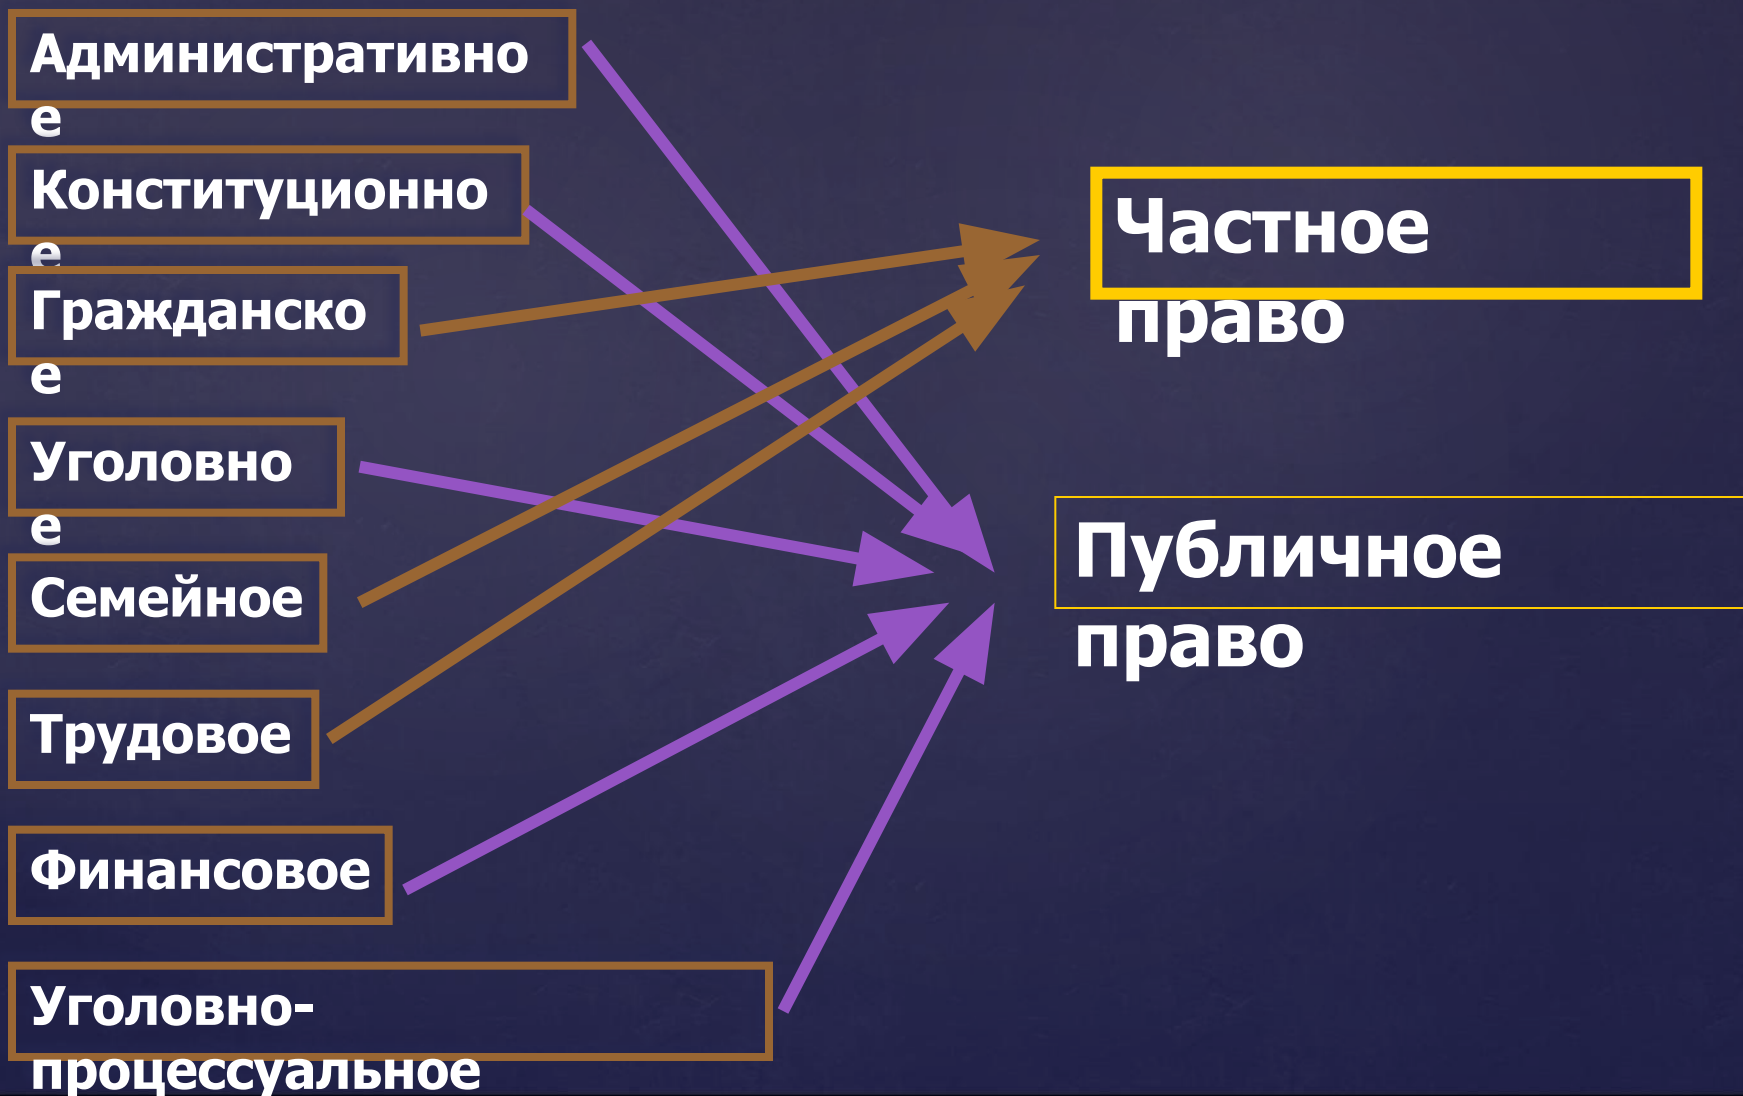 Административно
е
Конституционно
е
Гражданско
е
Уголовно
е
Семейное
Трудовое
Финансовое
Уголовно-
процессуальное
Частное
право
Публичное
право